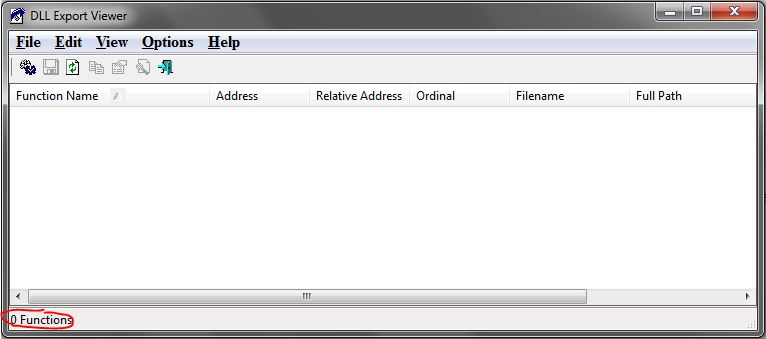 DLL Export Viewer
File Edit View Options Help
Function Name Address Relative Address Ordinal Filename Full Path
0 Functions